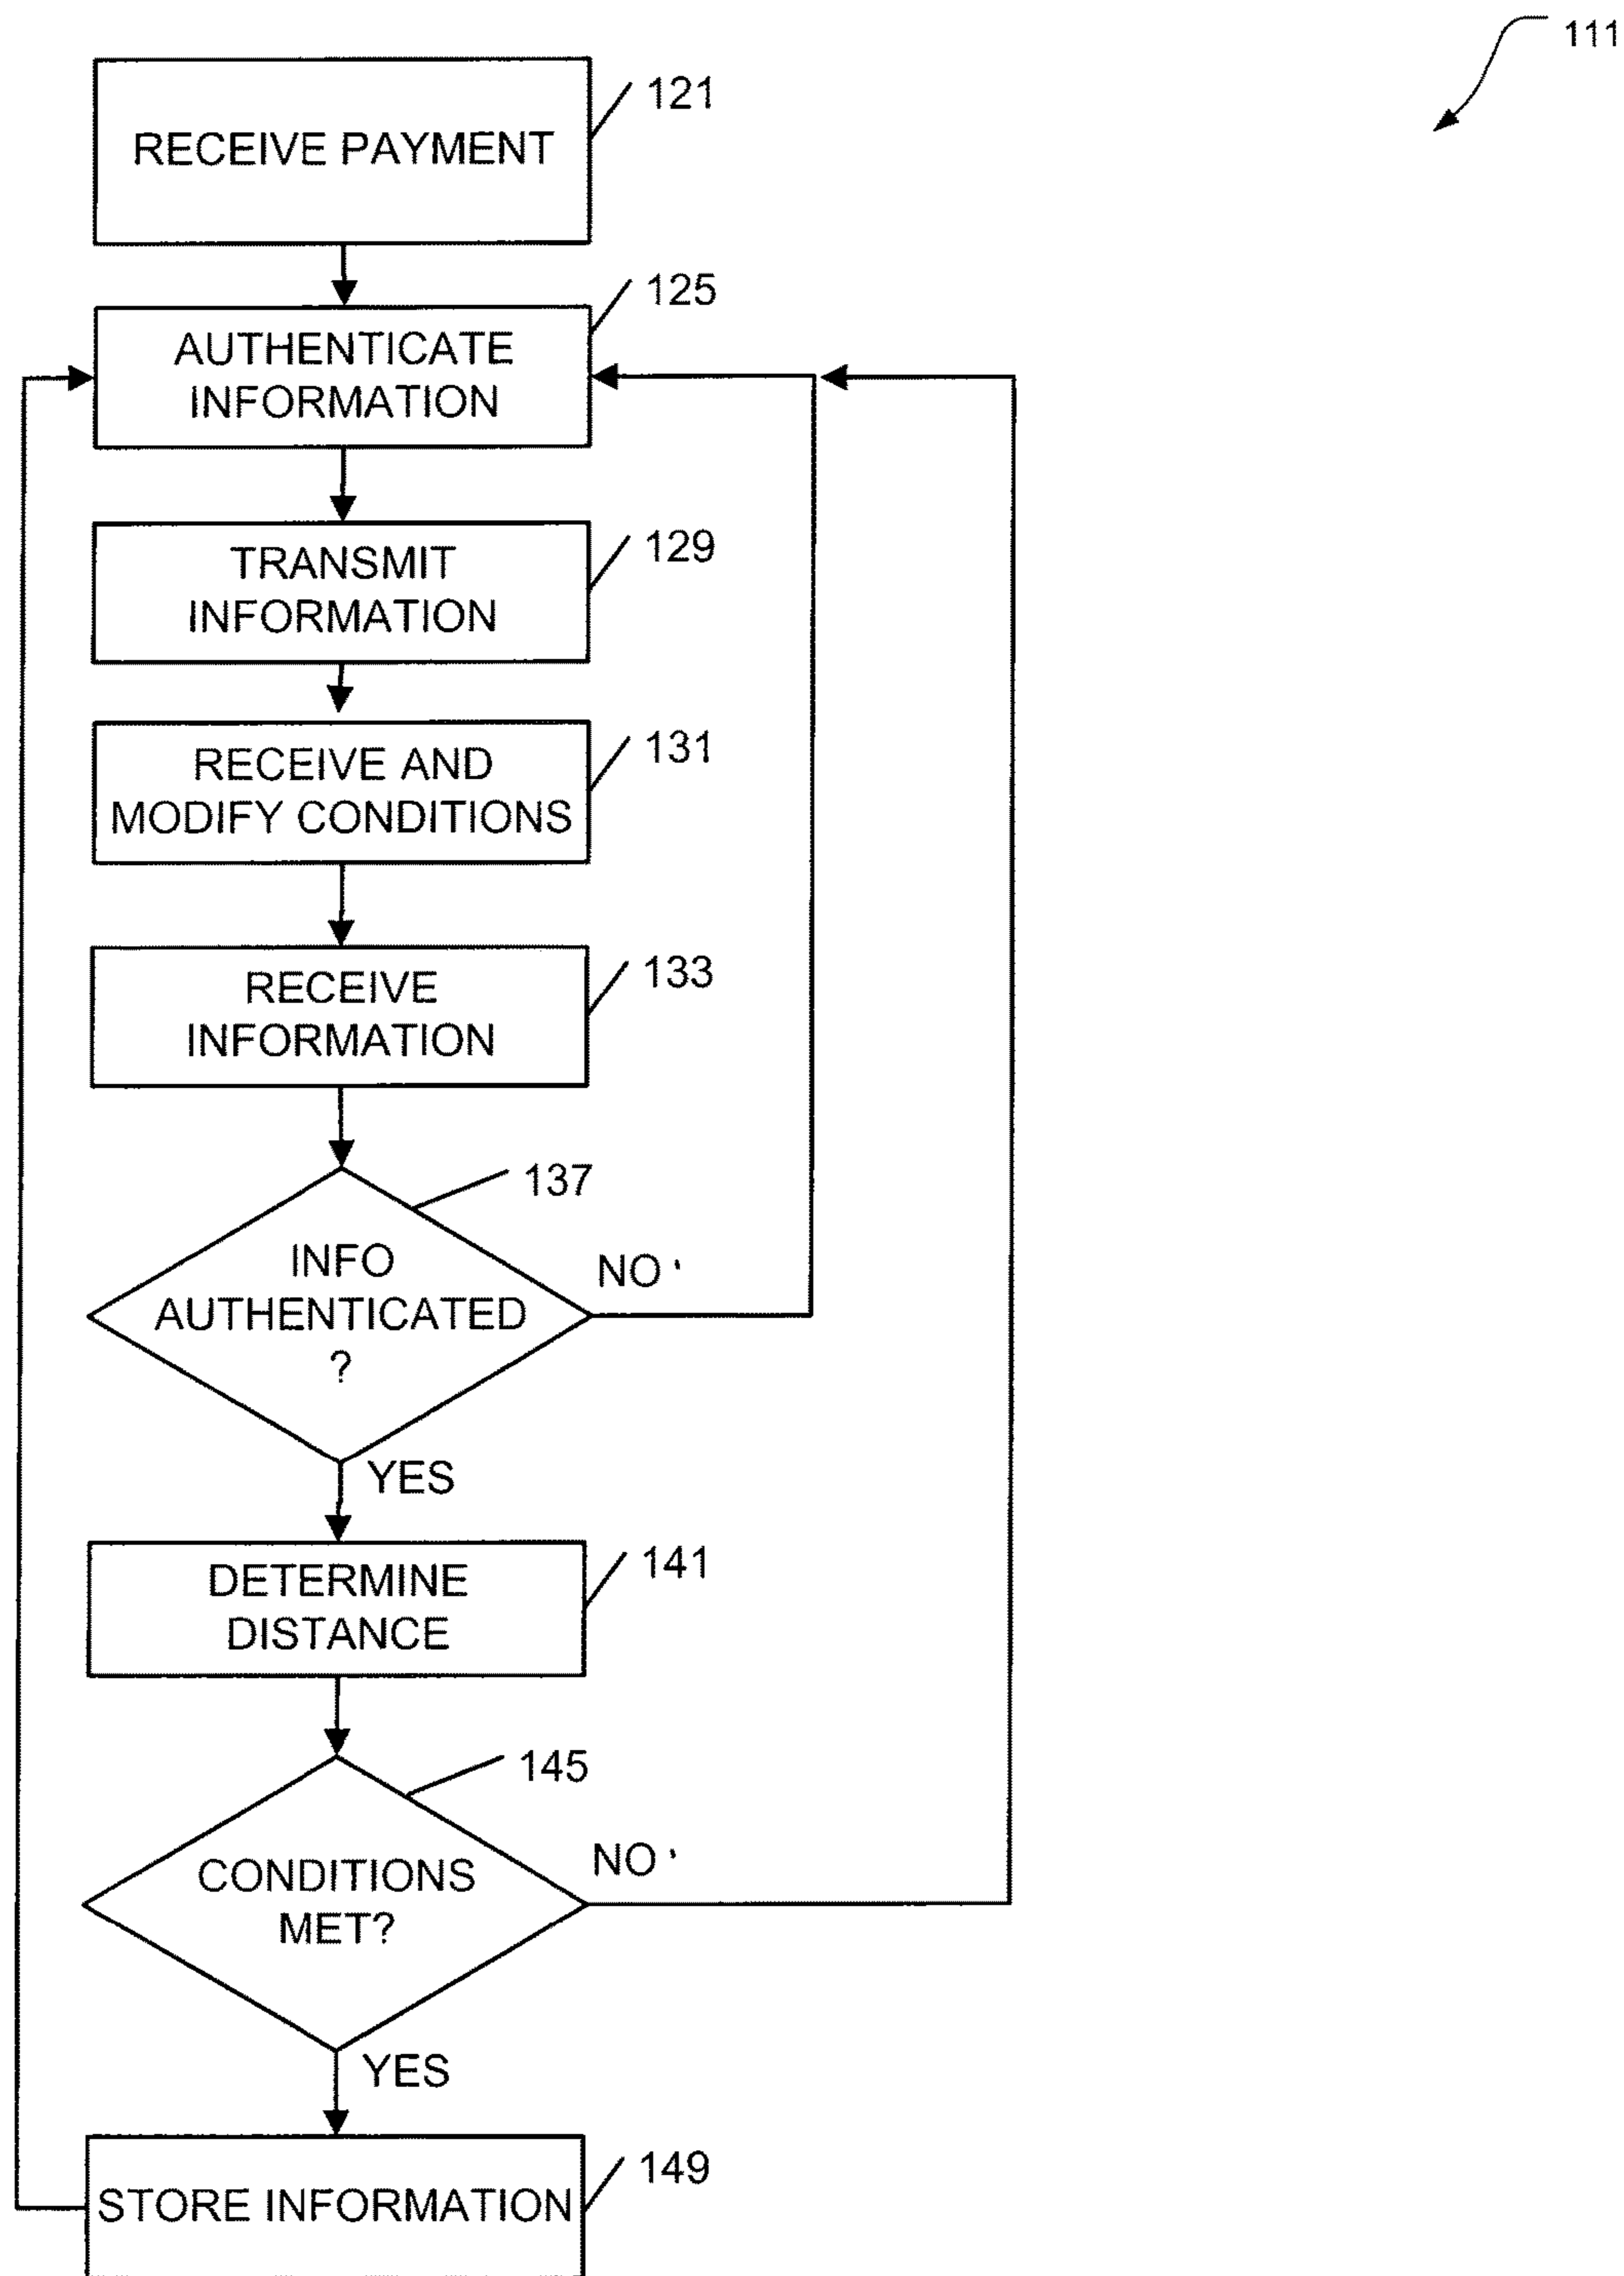 111
RECEIVE PAYMENT
121
AUTHENTICATE
INFORMATION
125
TRANSMIT
INFORMATION
129
RECEIVE AND
MODIFY CONDITIONS
131
RECEIVE
INFORMATION
133
INFO
AUTHENTICATED
?
137
NO
YES
DETERMINE
DISTANCE
141
CONDITIONS
MET?
145
NO
YES
STORE INFORMATION
149